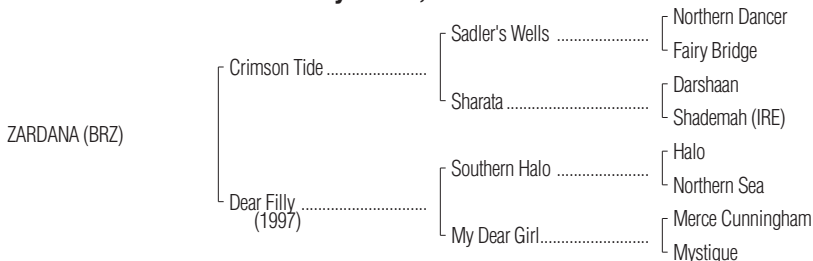 Northern Dancer
Sadler's Wells ........................
Fairy Bridge
Crimson Tide ..........................
Darshaan
Sharata .....................................
Shademah (IRE)
ZARDANA (BRZ)
Halo
Southern Halo ........................
Northern Sea
Dear Filly .................................
(1997)
Merce Cunningham
My Dear Girl............................
Mystique